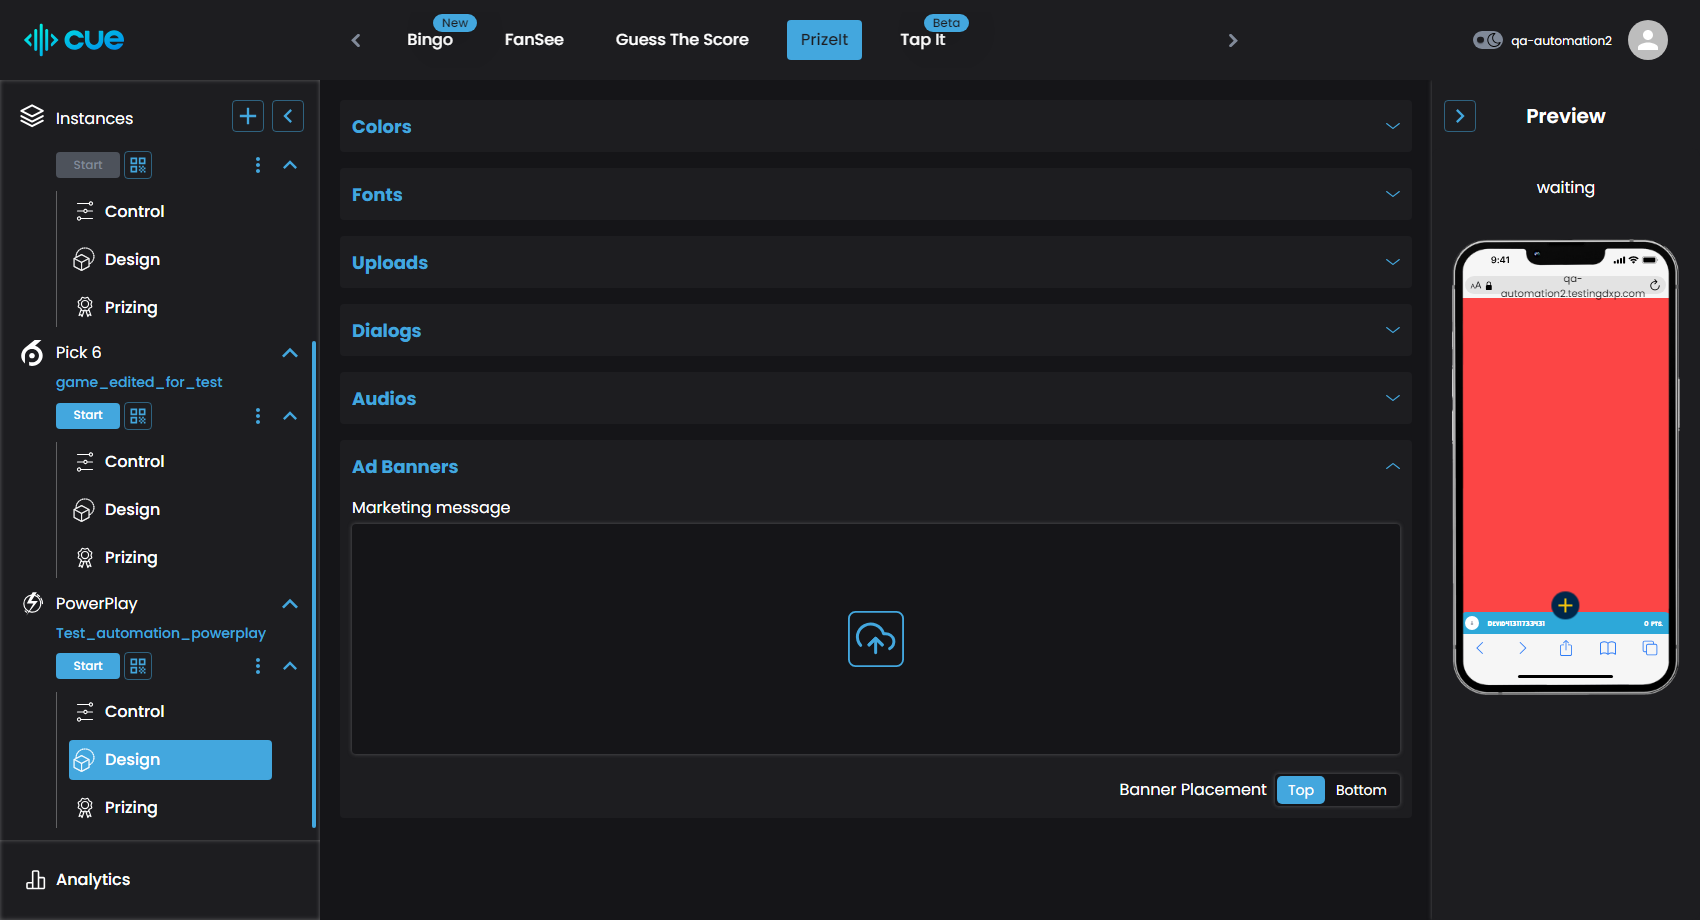 cue
New
Bingo
FanSee
Guess The Score
PrizeIt
Beta
Tap It
qa-automation2
Instances
Start
Control
Design
Prizing
Pick 6
game_edited_for_test
Start
Control
Design
Prizing
PowerPlay
Test_automation_powerplay
Start
Control
Design
Prizing
Analytics
Colors
Fonts
Uploads
Dialogs
Audios
Ad Banners
Marketing message
Banner Placement
Top
Bottom
Preview
waiting
9:41
AA
qa-
automation2.testingdxp.com
0 PTS.